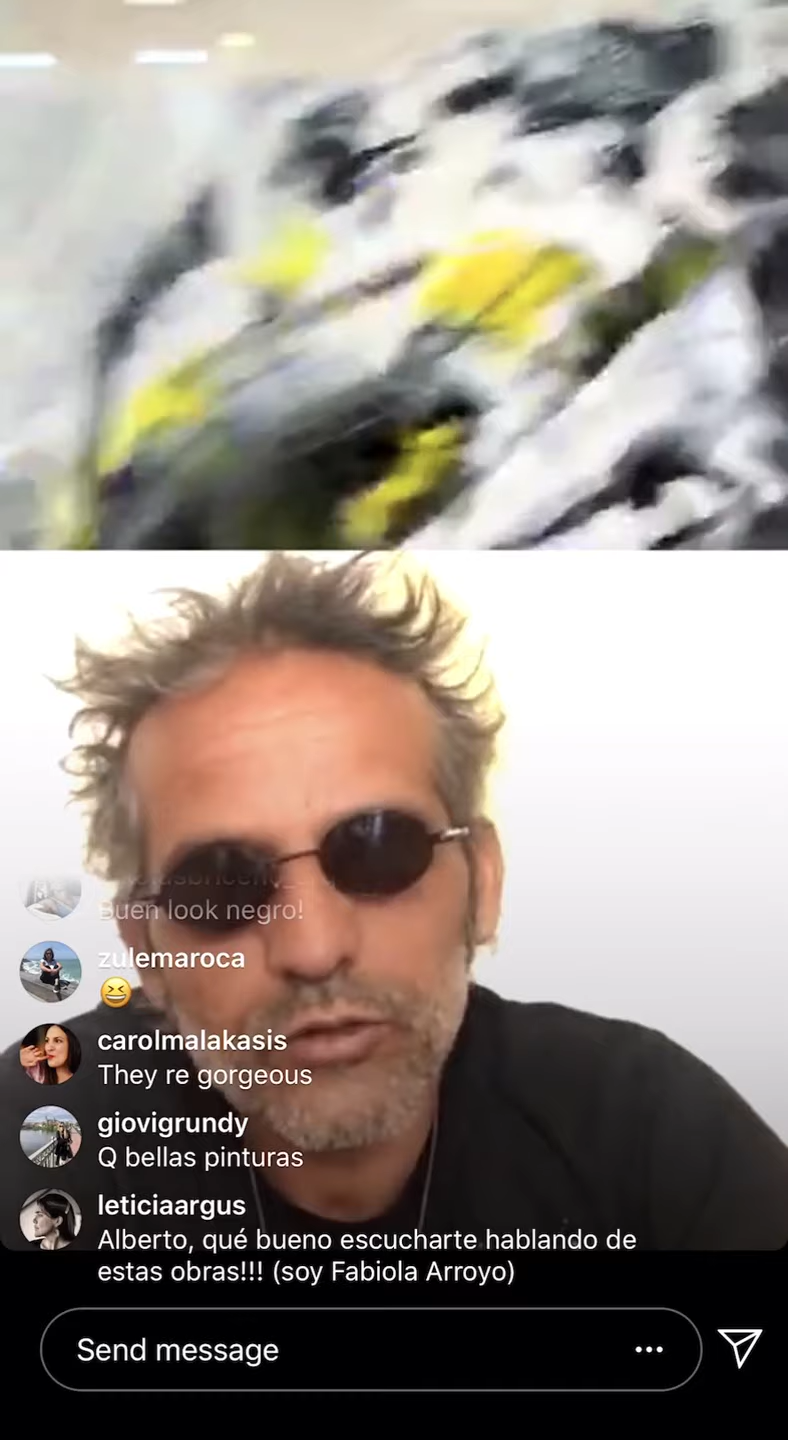 Buen look negro!
zulemaroca
😆
carolmalakasis
They re gorgeous
giovigrundy
Q bellas pinturas
leticiaargus
Alberto, qué bueno escucharte hablando de
estas obras!!! (soy Fabiola Arroyo)
Send message